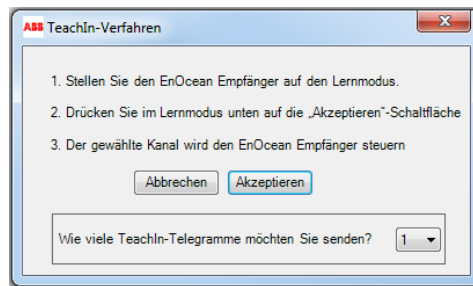 ABB TeachIn-Verfahren
1. Stellen Sie den EnOcean Empfänger auf den Lernmodus.
2. Drücken Sie im Lernmodus unten auf die „Akzeptieren“-Schaltfläche
3. Der gewählte Kanal wird den EnOcean Empfänger steuern
Abbrechen Akzeptieren
Wie viele TeachIn-Telegramme möchten Sie senden? 1